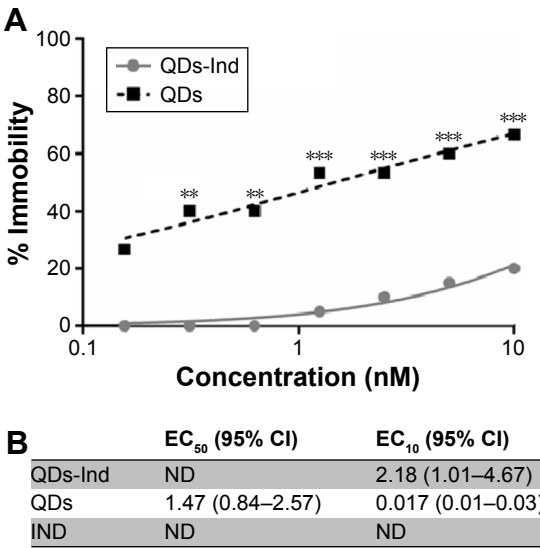 A
100
80
60
40
20
0
% Immobility
QDs-Ind
QDs
**
**
***
***
***
***
0.1
1
10
Concentration (nM)
B
EC50 (95% CI) EC10 (95% CI)
QDs-Ind ND 2.18 (1.01–4.67)
QDs 1.47 (0.84–2.57) 0.017 (0.01–0.03)
IND ND ND